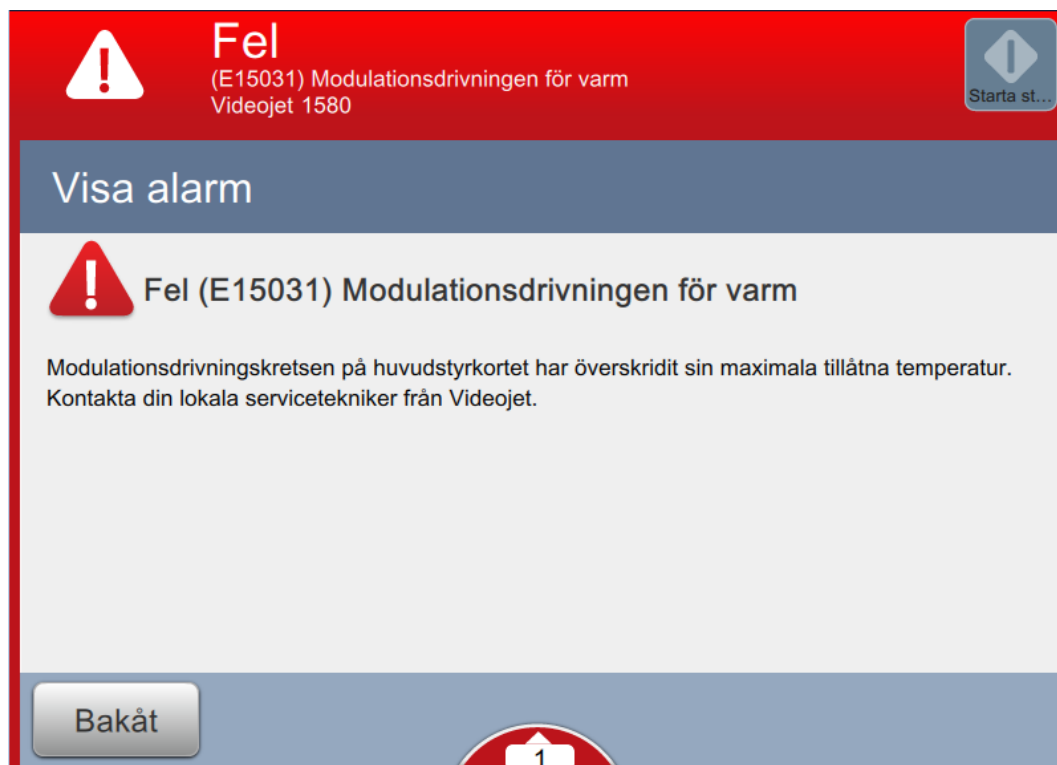 Fel
(E15031) Modulationsdrivningen för varm
Videojet 1580
Starta st...
Visa alarm
Fel (E15031) Modulationsdrivningen för varm
Modulationsdrivningskretsen på huvudstyrkortet har överskridit sin maximala tillåtna temperatur.
Kontakta din lokala servicetekniker från Videojet.
Bakåt
1